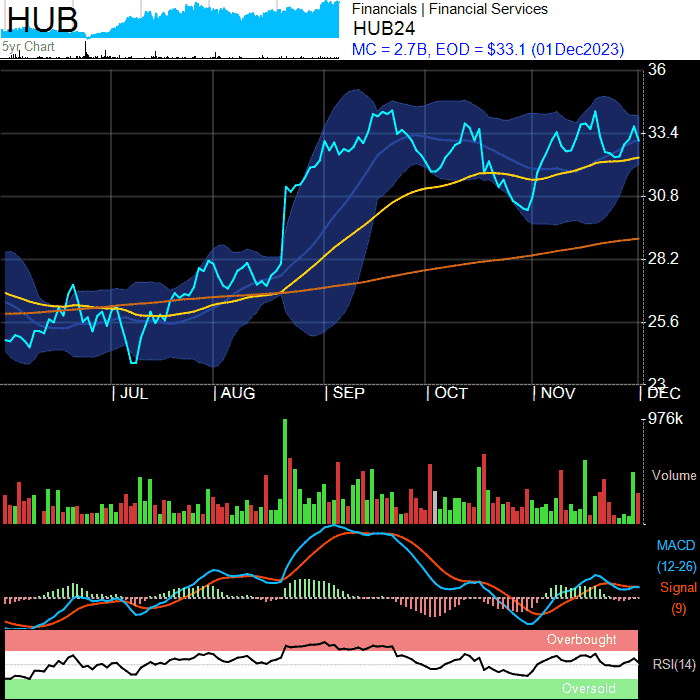 HUB
5yr Chart
Financials | Financial Services
HUB24
MC = 2.7B, EOD = $33.1 (01Dec2023)
36
33.4
30.8
28.2
25.6
23
| JUL | AUG | SEP | OCT | NOV | DEC
976k
Volume
MACD
(12-26)
Signal
(9)
Overbought
RSI(14)
Oversold